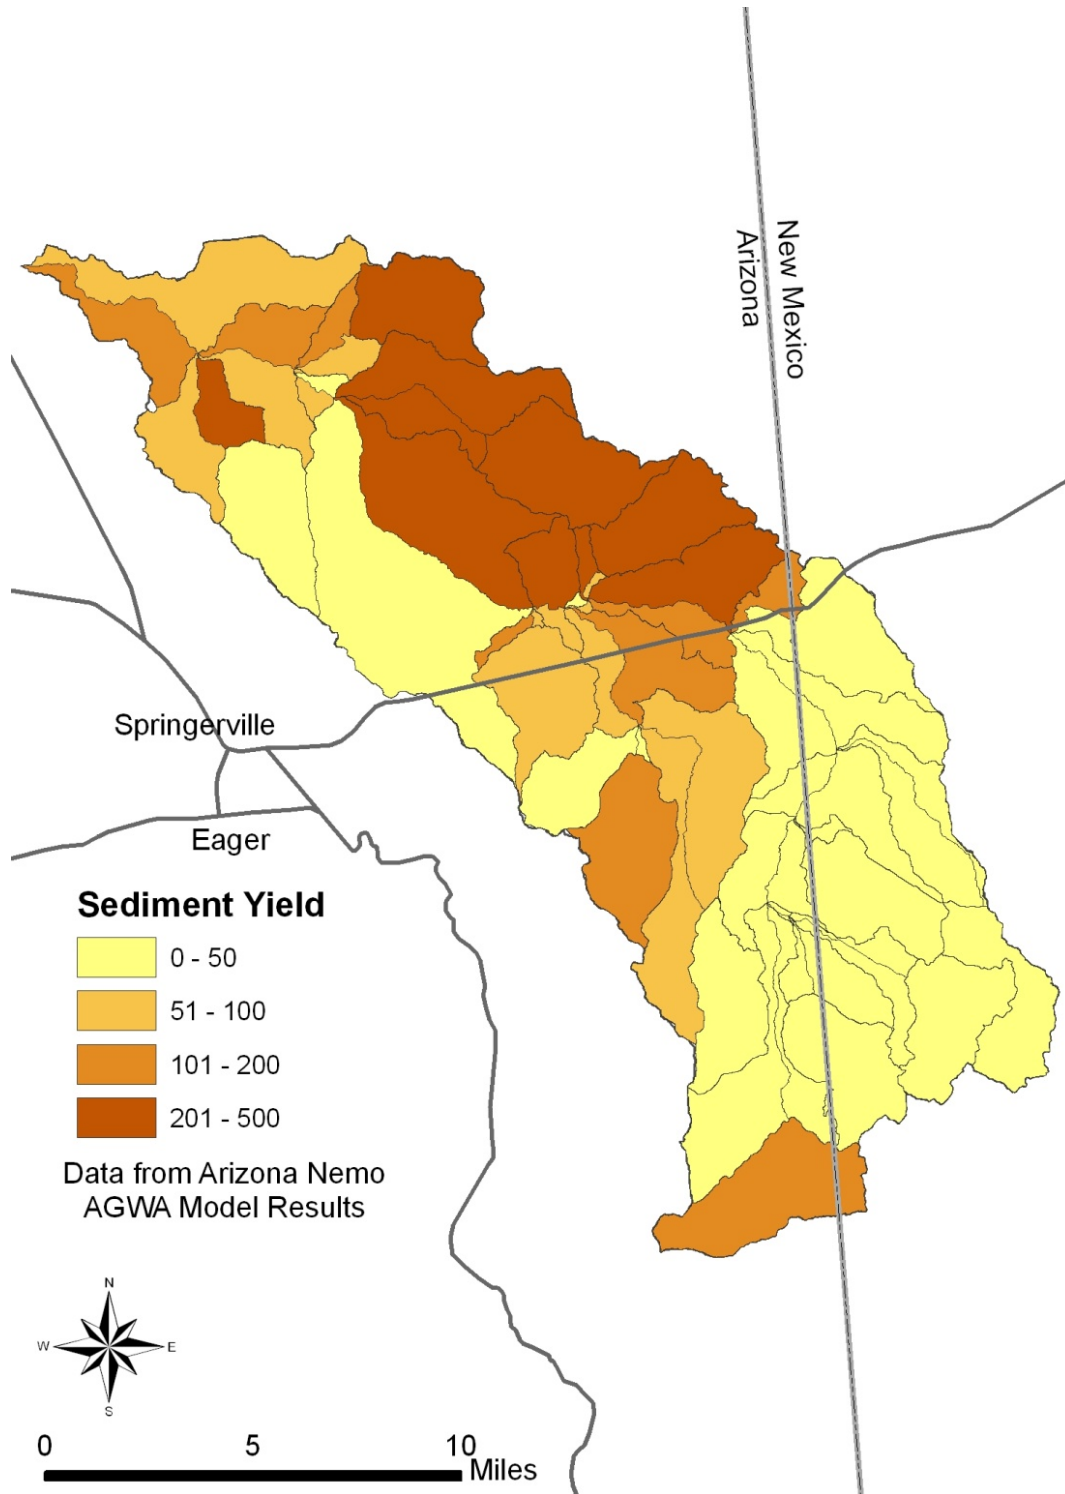 New Mexico
Arizona
Springerville
Eager
Sediment Yield
0 - 50
51 - 100
101 - 200
201 - 500
Data from Arizona Nemo
AGWA Model Results
N
W E
S
0 5 10
Miles